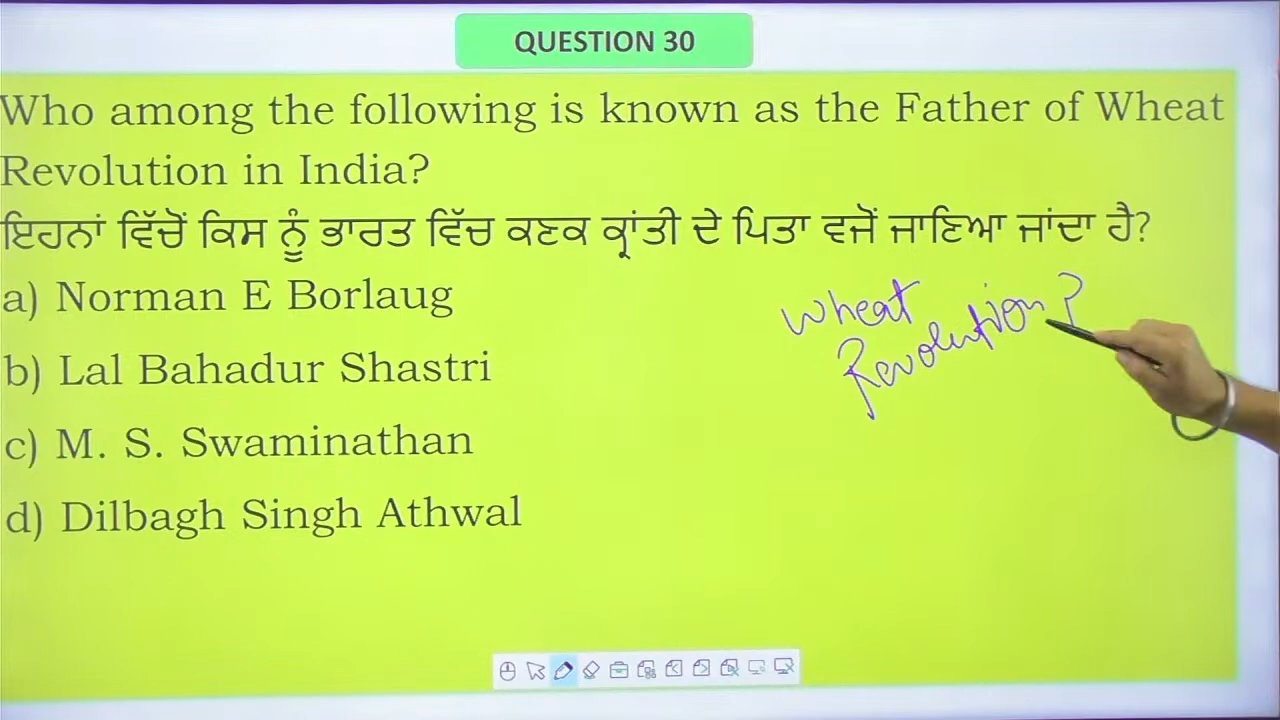 QUESTION 30
Who among the following is known as the Father of Wheat
Revolution in India?
ਇਹਨਾਂ ਵਿੱਚੋਂ ਕਿਸ ਨੂੰ ਭਾਰਤ ਵਿੱਚ ਕਣਕ ਕ੍ਰਾਂਤੀ ਦੇ ਪਿਤਾ ਵਜੋਂ ਜਾਣਿਆ ਜਾਂਦਾ ਹੈ?
a) Norman E Borlaug
b) Lal Bahadur Shastri
c) M. S. Swaminathan
d) Dilbagh Singh Athwal
Wheat
Revolution?